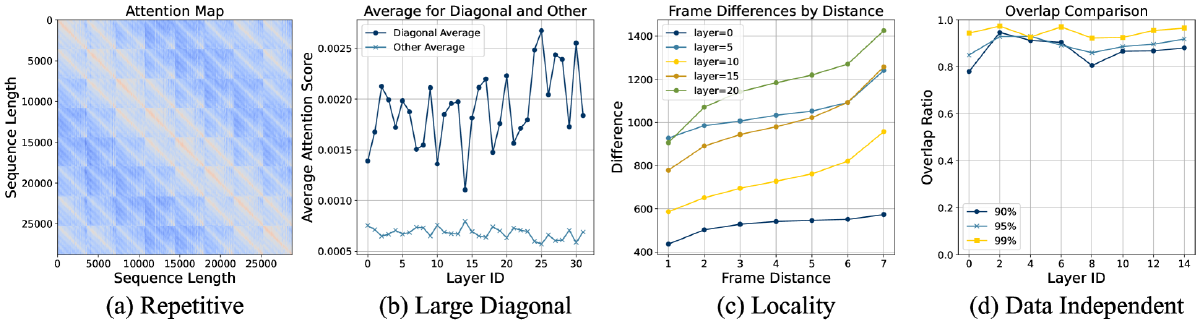 Attention Map
Sequence Length
0
5000
10000
15000
20000
25000
0
5000
10000
15000
20000
25000
Sequence Length
(a) Repetitive
Average for Diagonal and Other
Diagonal Average
Other Average
Average Attention Score
0.0025
0.0020
0.0015
0.0010
0.0005
0
5
10
15
20
25
30
Layer ID
(b) Large Diagonal
Frame Differences by Distance
layer=0
layer=5
layer=10
layer=15
layer=20
Difference
1400
1200
1000
800
600
400
1
2
3
4
5
6
7
Frame Distance
(c) Locality
Overlap Comparison
Overlap Ratio
1.0
0.8
0.6
0.4
0.2
0.0
90%
95%
99%
0
2
4
6
8
10
12
14
Layer ID
(d) Data Independent